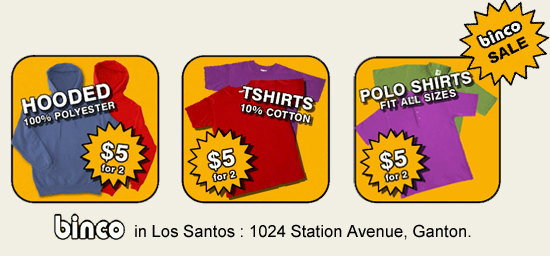 binco
SALE
HOODED
100% POLYESTER
$5
for 2
TSHIRTS
10% COTTON
$5
for 2
POLO SHIRTS
FIT ALL SIZES
$5
for 2
binco in Los Santos : 1024 Station Avenue, Ganton.